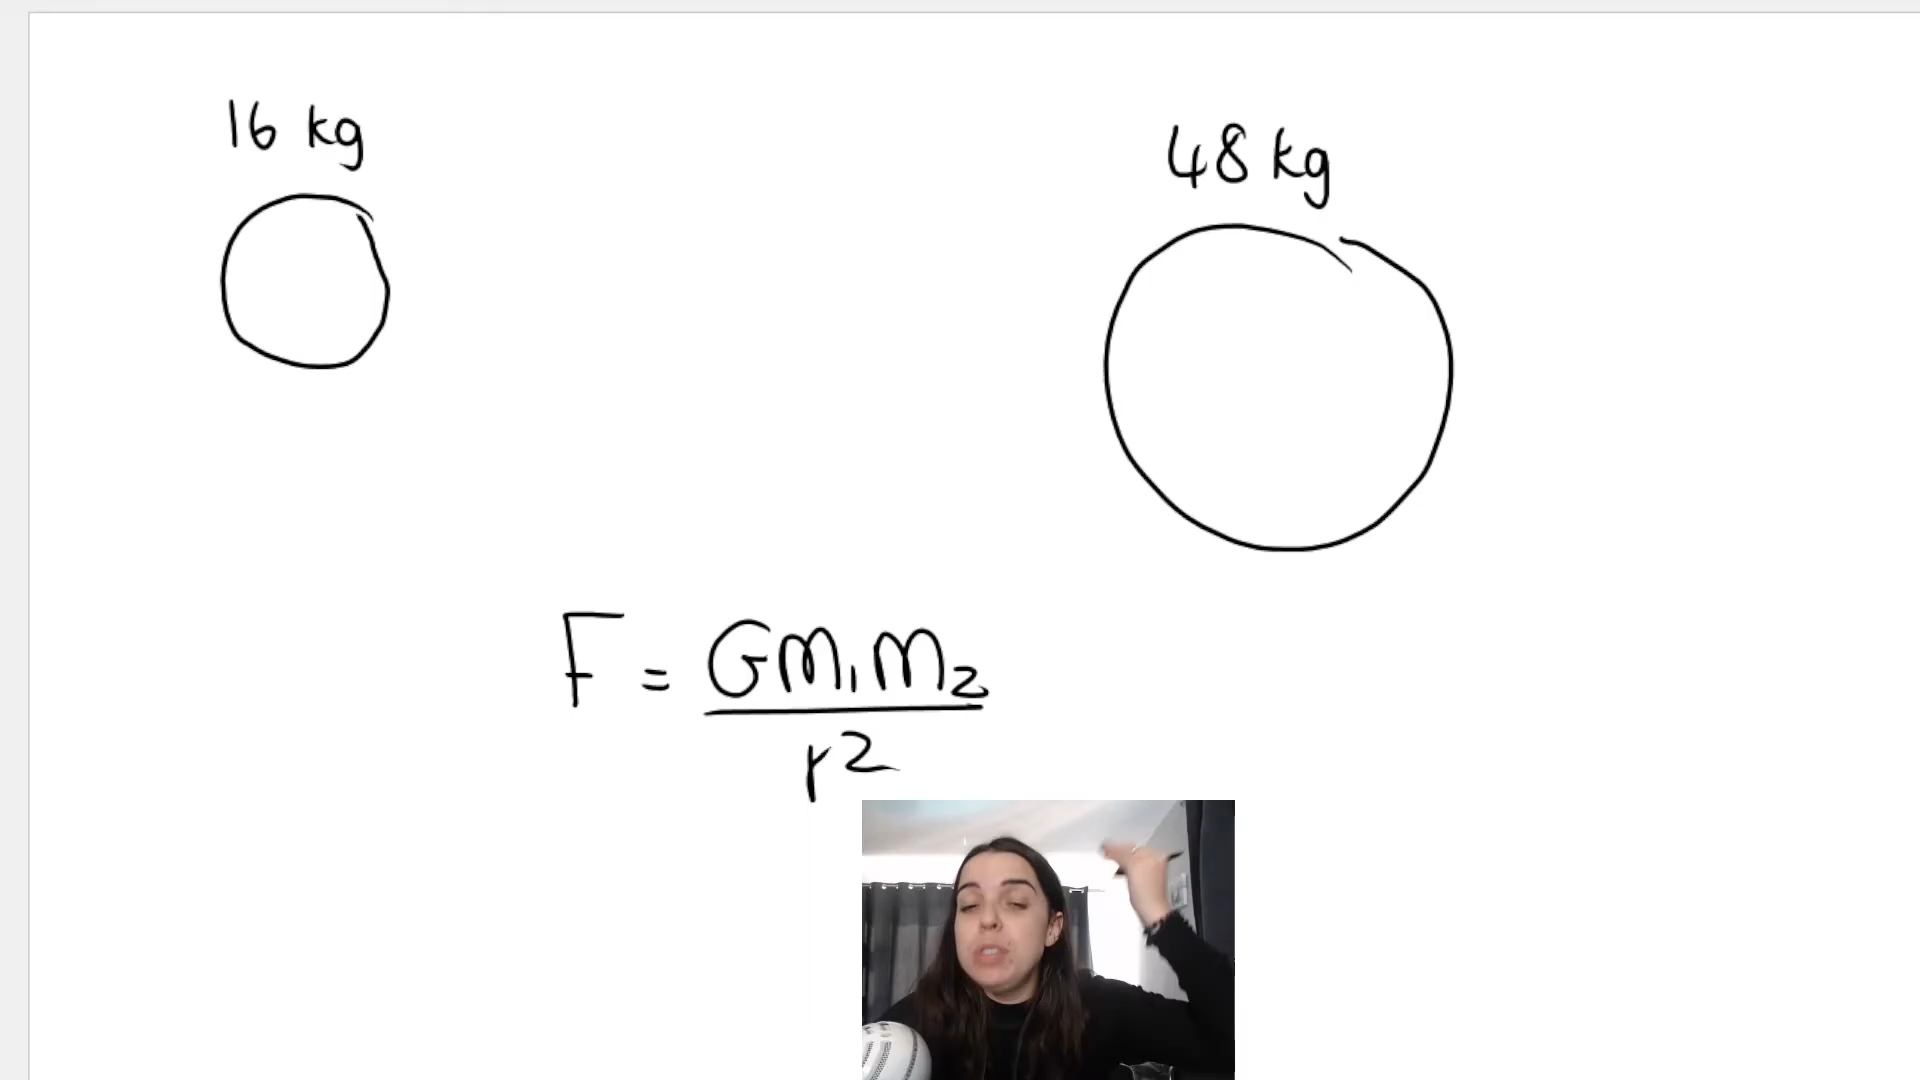 16 kg
48 kg
F = Gm₁m₂
r²